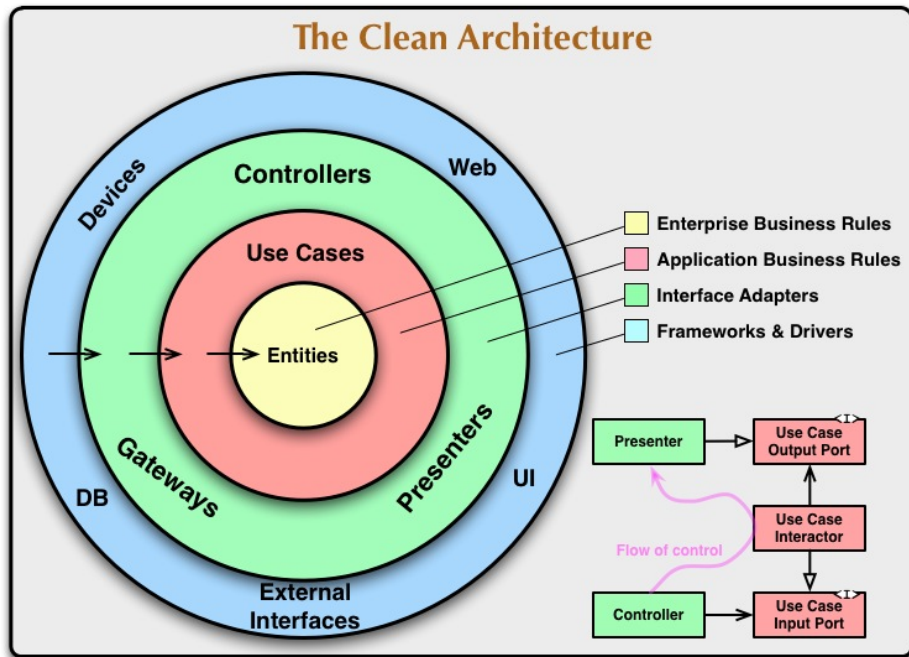 The Clean Architecture
Devices
Web
Controllers
Use Cases
Entities
Gateways
Presenters
DB
UI
External
Interfaces
Enterprise Business Rules
Application Business Rules
Interface Adapters
Frameworks & Drivers
Presenter
<I>
Use Case
Output Port
Use Case
Interactor
Flow of control
Controller
<I>
Use Case
Input Port